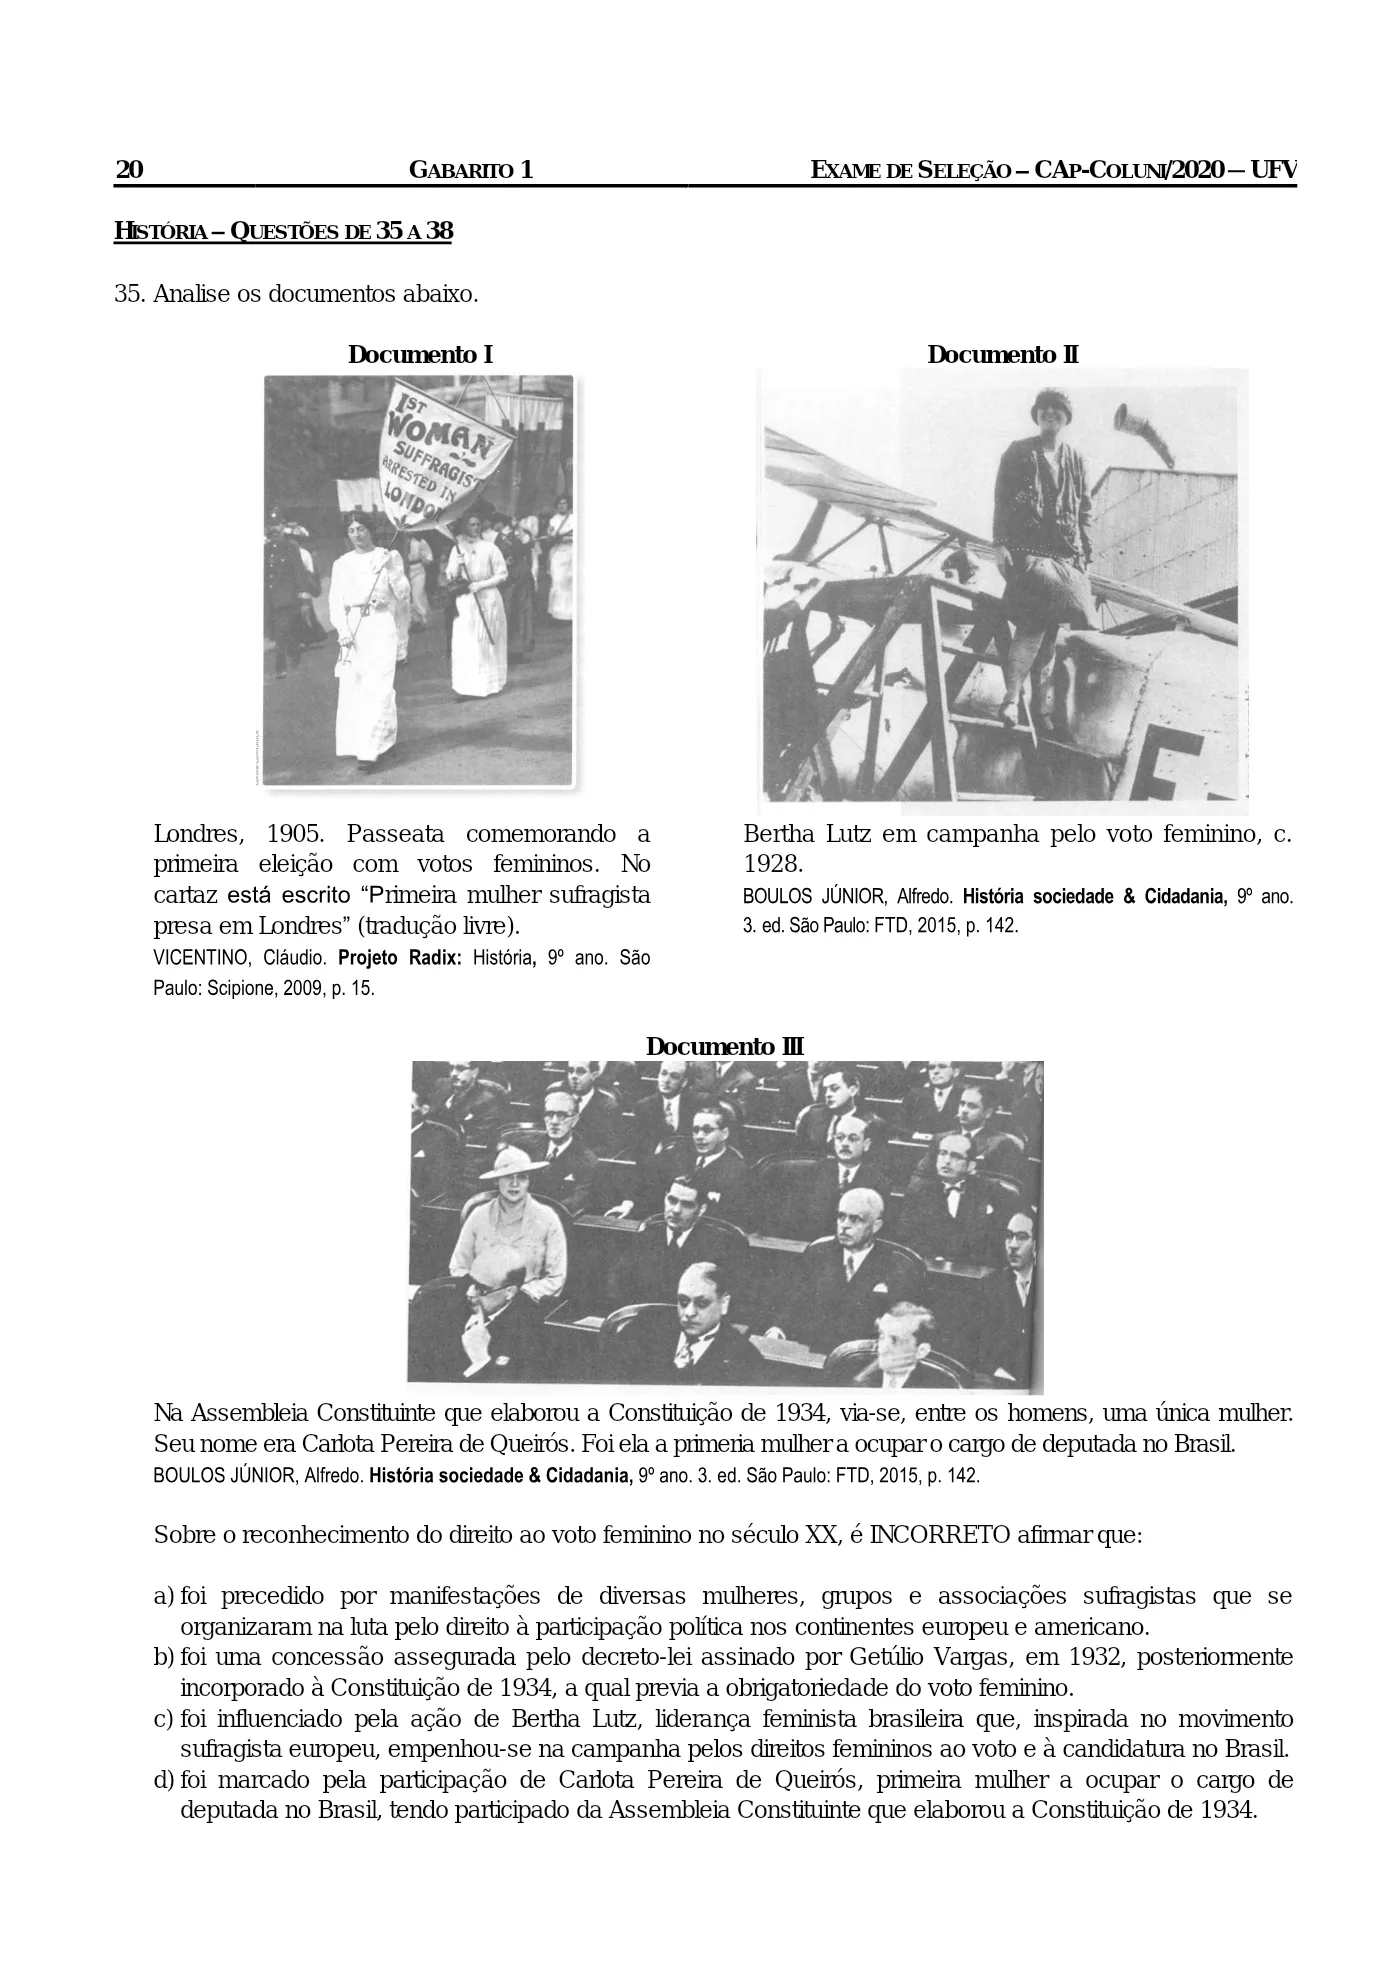 20 GABARITO 1 EXAME DE SELEÇÃO – CAP-COLUNI/2020 — UFV
HISTÓRIA – QUESTÕES DE 35 A 38
35. Analise os documentos abaixo.
Documento I
1ST
WOMAN
SUFFRAGIST
ARRESTED IN
LONDON
Londres, 1905. Passeata comemorando a
primeira eleição com votos femininos. No
cartaz está escrito “Primeira mulher sufragista
presa em Londres” (tradução livre).
VICENTINO, Cláudio. Projeto Radix: História, 9º ano. São
Paulo: Scipione, 2009, p. 15.
Documento II
Bertha Lutz em campanha pelo voto feminino, c.
1928.
BOULOS JÚNIOR, Alfredo. História sociedade & Cidadania, 9º ano.
3. ed. São Paulo: FTD, 2015, p. 142.
Documento III
Na Assembleia Constituinte que elaborou a Constituição de 1934, via-se, entre os homens, uma única mulher.
Seu nome era Carlota Pereira de Queirós. Foi ela a primeria mulher a ocupar o cargo de deputada no Brasil.
BOULOS JÚNIOR, Alfredo. História sociedade & Cidadania, 9º ano. 3. ed. São Paulo: FTD, 2015, p. 142.
Sobre o reconhecimento do direito ao voto feminino no século XX, é INCORRETO afirmar que:
a) foi precedido por manifestações de diversas mulheres, grupos e associações sufragistas que se
organizaram na luta pelo direito à participação política nos continentes europeu e americano.
b) foi uma concessão assegurada pelo decreto-lei assinado por Getúlio Vargas, em 1932, posteriormente
incorporado à Constituição de 1934, a qual previa a obrigatoriedade do voto feminino.
c) foi influenciado pela ação de Bertha Lutz, liderança feminista brasileira que, inspirada no movimento
sufragista europeu, empenhou-se na campanha pelos direitos femininos ao voto e à candidatura no Brasil.
d) foi marcado pela participação de Carlota Pereira de Queirós, primeira mulher a ocupar o cargo de
deputada no Brasil, tendo participado da Assembleia Constituinte que elaborou a Constituição de 1934.